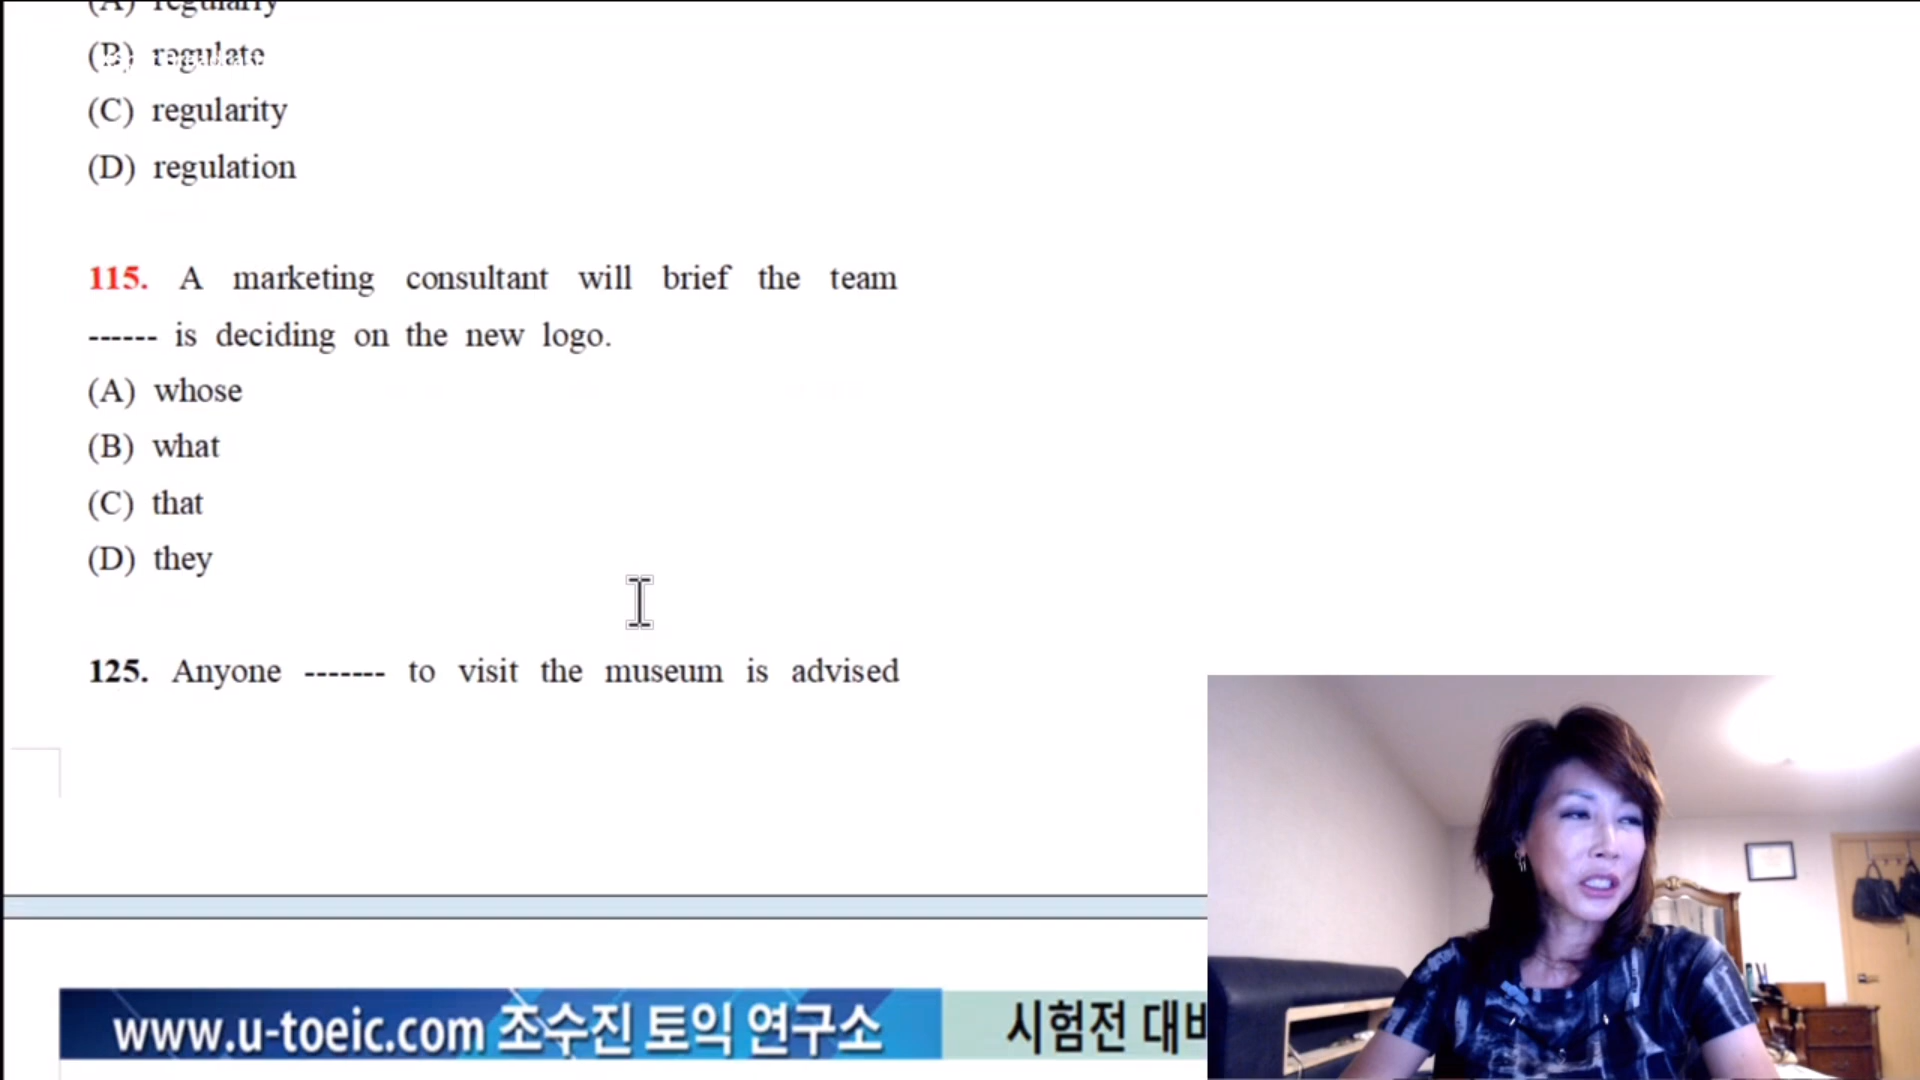 (A) regularly
(B) regulate
(C) regularity
(D) regulation
115. A marketing consultant will brief the team
------ is deciding on the new logo.
(A) whose
(B) what
(C) that
(D) they
125. Anyone ------- to visit the museum is advised
www.u-toeic.com 조수진 토익 연구소
시험전 대비